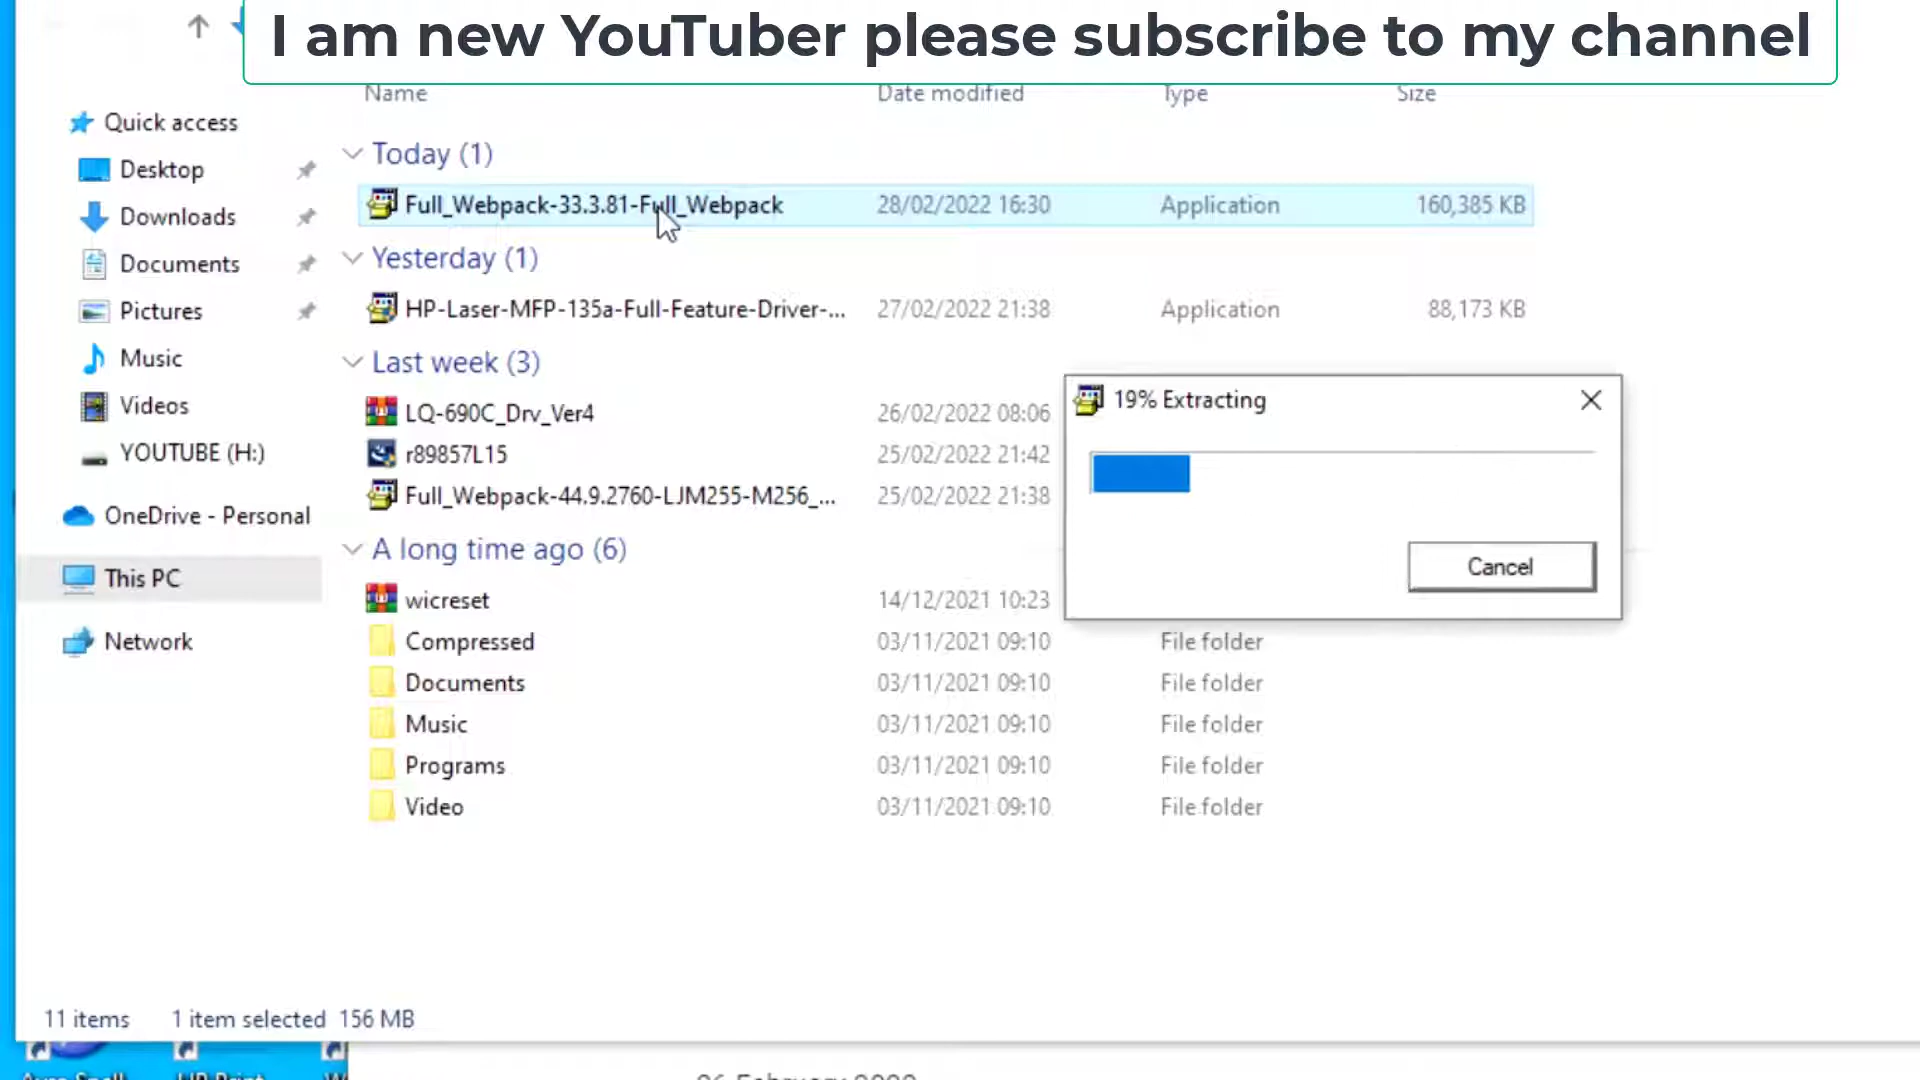 I am new YouTuber please subscribe to my channel
Name Date modified Type Size
Quick access
Desktop
Downloads
Documents
Pictures
Music
Videos
YOUTUBE (H:)
OneDrive - Personal
This PC
Network
Today (1)
Full_Webpack-33.3.81-Full_Webpack 28/02/2022 16:30 Application 160,385 KB
Yesterday (1)
HP-Laser-MFP-135a-Full-Feature-Driver-... 27/02/2022 21:38 Application 88,173 KB
Last week (3)
LQ-690C_Drv_Ver4 26/02/2022 08:06
r89857L15 25/02/2022 21:42
Full_Webpack-44.9.2760-LJM255-M256_... 25/02/2022 21:38
A long time ago (6)
wicreset 14/12/2021 10:23
Compressed 03/11/2021 09:10 File folder
Documents 03/11/2021 09:10 File folder
Music 03/11/2021 09:10 File folder
Programs 03/11/2021 09:10 File folder
Video 03/11/2021 09:10 File folder
19% Extracting
Cancel
11 items 1 item selected 156 MB